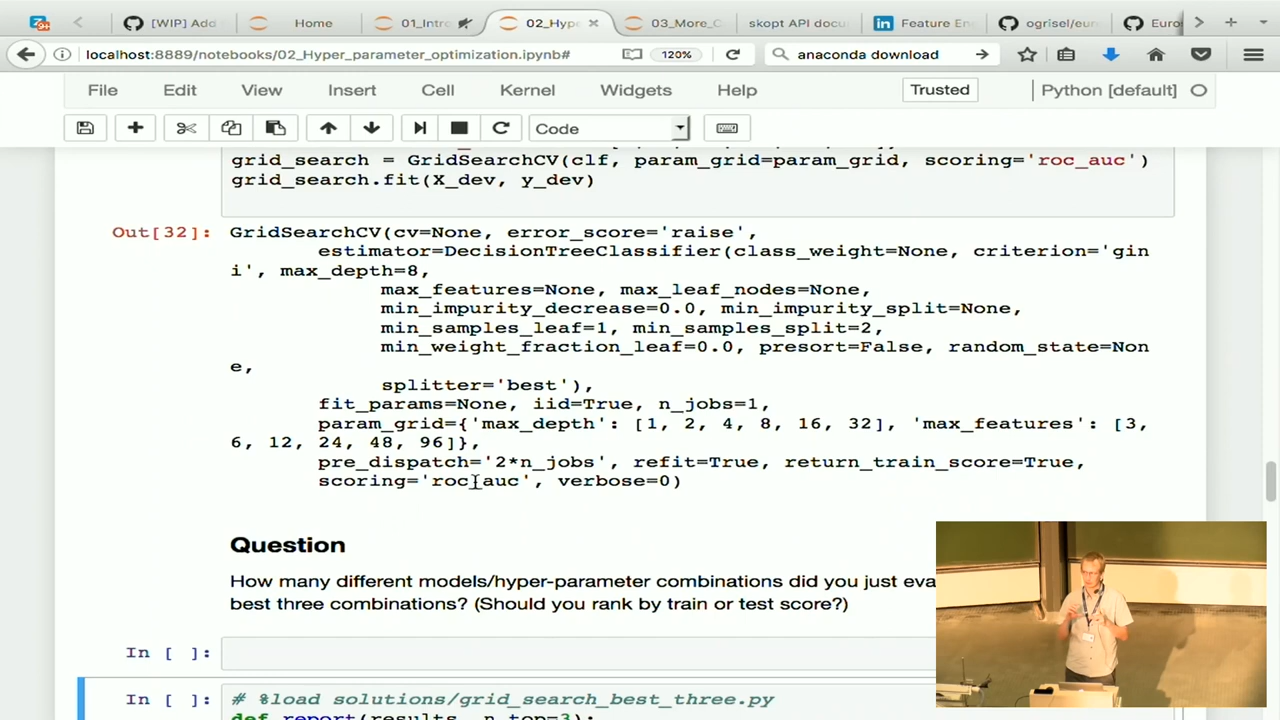 [WIP] Add
Home
01_Intro
02_Hype
03_More_C
skopt API docu
Feature En
ogrisel/eur
Euros
localhost:8889/notebooks/02_Hyper_parameter_optimization.ipynb#
120%
anaconda download
File Edit View Insert Cell Kernel Widgets Help Trusted Python [default]
Code
grid_search = GridSearchCV(clf, param_grid=param_grid, scoring='roc_auc')
grid_search.fit(X_dev, y_dev)
Out[32]: GridSearchCV(cv=None, error_score='raise',
estimator=DecisionTreeClassifier(class_weight=None, criterion='gin
i', max_depth=8,
max_features=None, max_leaf_nodes=None,
min_impurity_decrease=0.0, min_impurity_split=None,
min_samples_leaf=1, min_samples_split=2,
min_weight_fraction_leaf=0.0, presort=False, random_state=Non
e,
splitter='best'),
fit_params=None, iid=True, n_jobs=1,
param_grid={'max_depth': [1, 2, 4, 8, 16, 32], 'max_features': [3,
6, 12, 24, 48, 96]},
pre_dispatch='2*n_jobs', refit=True, return_train_score=True,
scoring='roc_auc', verbose=0)
Question
How many different models/hyper-parameter combinations did you just eva
best three combinations? (Should you rank by train or test score?)
In [ ]:
In [ ]: # %load solutions/grid_search_best_three.py
def report(results, n_top=3):